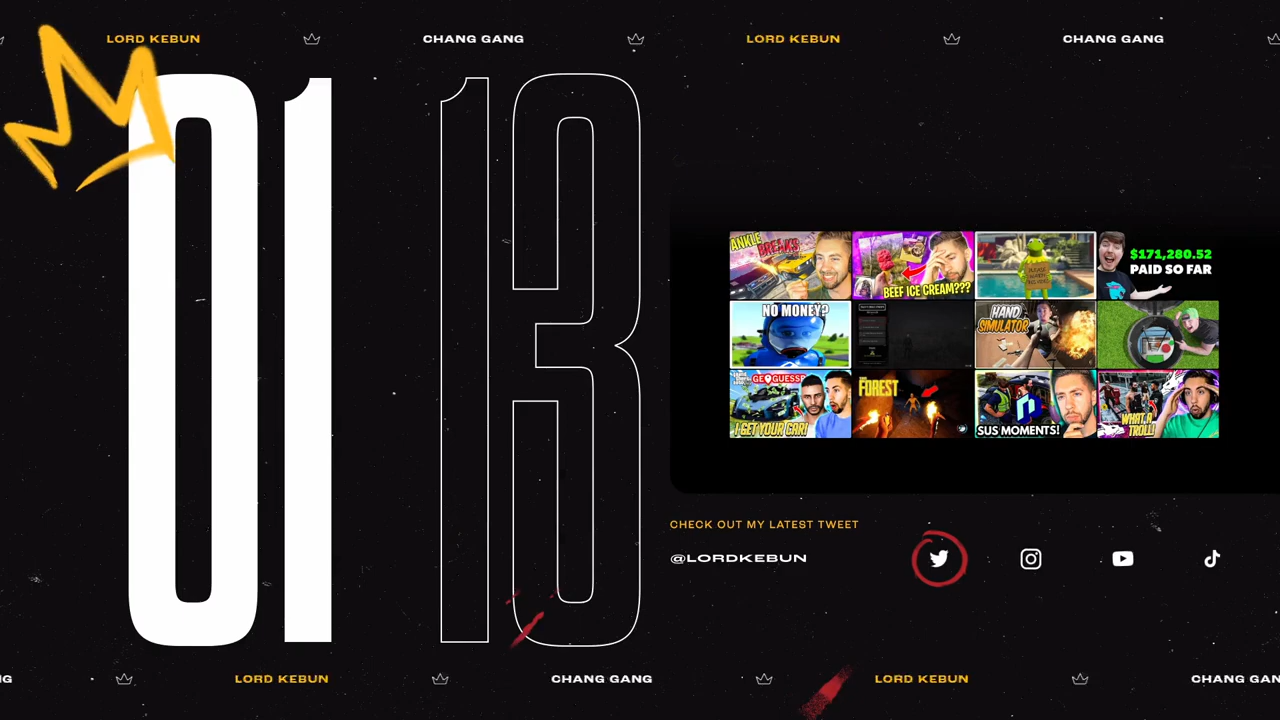 LORD KEBUN CHANG GANG LORD KEBUN CHANG GANG
01 13
ANKLE BREAKS
BEEF ICE CREAM???
$171,280.52
PAID SO FAR
NO MONEY?
HAND SIMULATOR
GEOGUESSR
I GET YOUR CAR!
THE FOREST
SUS MOMENTS!
WHAT A TROLL!
CHECK OUT MY LATEST TWEET
@LORDKEBUN
G LORD KEBUN CHANG GANG LORD KEBUN CHANG GAN